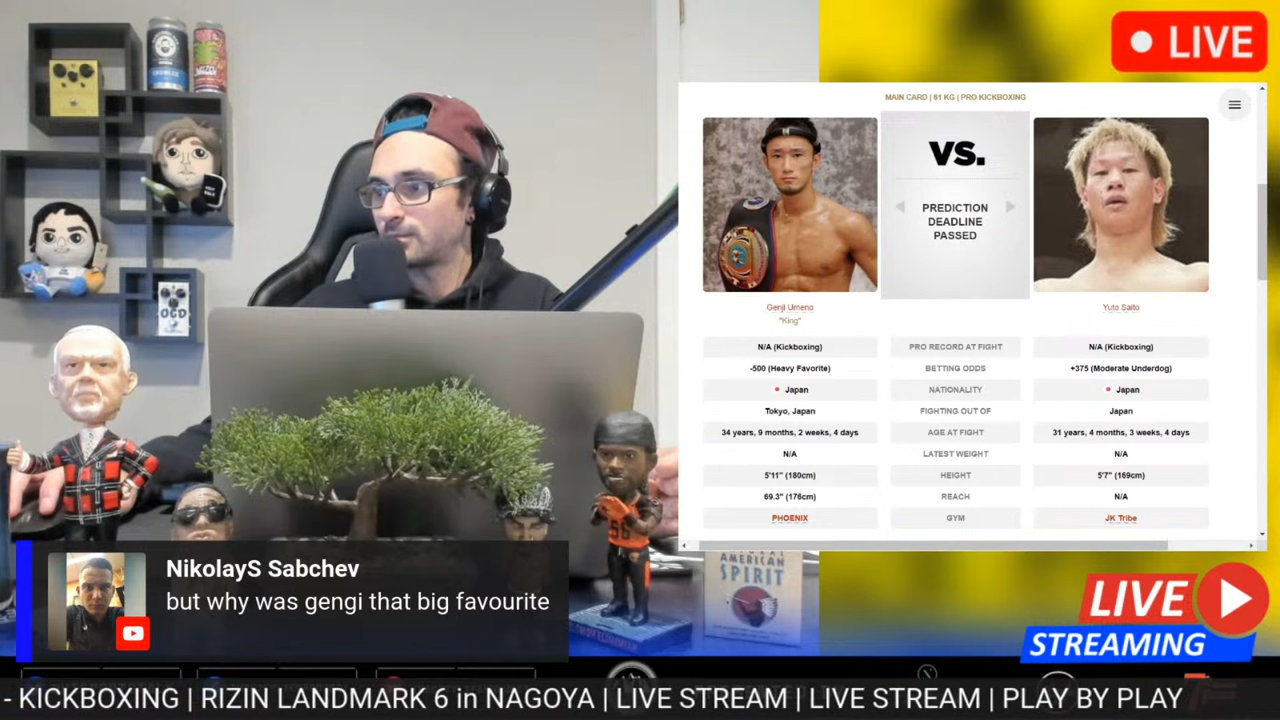 LIVE
MAIN CARD | 61 KG | PRO KICKBOXING
VS.
PREDICTION
DEADLINE
PASSED
Genji Umeno
"King"
Yuto Saito
N/A (Kickboxing) PRO RECORD AT FIGHT N/A (Kickboxing)
-500 (Heavy Favorite) BETTING ODDS +375 (Moderate Underdog)
Japan NATIONALITY Japan
Tokyo, Japan FIGHTING OUT OF Japan
34 years, 9 months, 2 weeks, 4 days AGE AT FIGHT 31 years, 4 months, 3 weeks, 4 days
N/A LATEST WEIGHT N/A
5'11" (180cm) HEIGHT 5'7" (169cm)
69.3" (176cm) REACH N/A
PHOENIX GYM JK Tribe
OCD
AMERICAN
SPIRIT
NikolayS Sabchev
but why was gengi that big favourite
LIVE
STREAMING
- KICKBOXING | RIZIN LANDMARK 6 in NAGOYA | LIVE STREAM | LIVE STREAM | PLAY BY PLAY